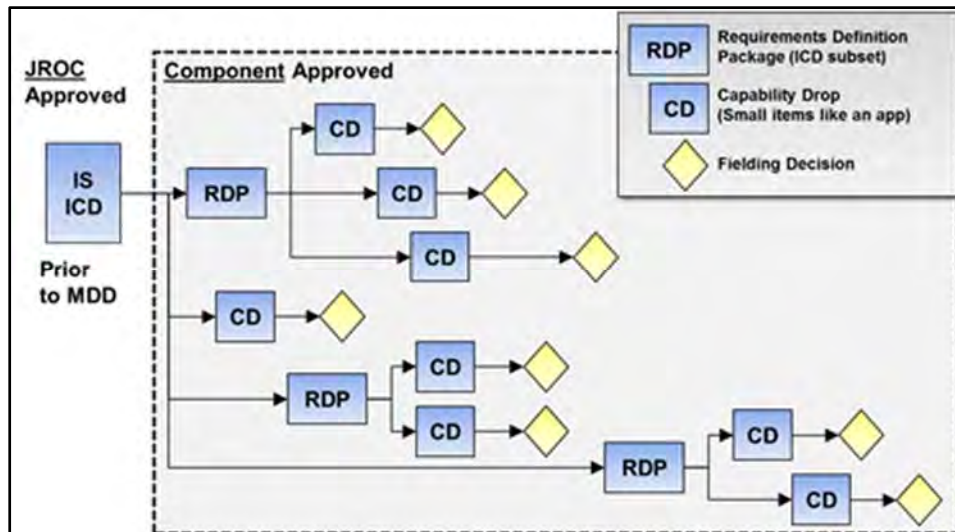 JROC
Approved
IS
ICD
Prior
to MDD
Component Approved
RDP
CD
CD
CD
CD
RDP
CD
CD
RDP
CD
CD
RDP
Requirements Definition
Package (ICD subset)
CD
Capability Drop
(Small items like an app)
Fielding Decision